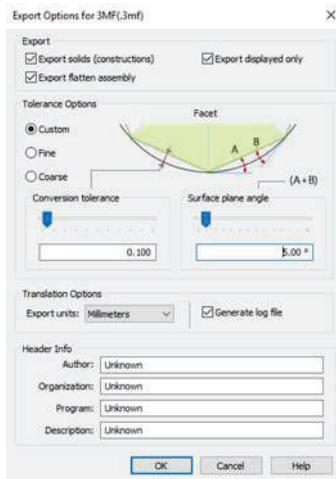 Export Options for 3MF(.3mf)
Export
Export solids (constructions) Export displayed only
Export flatten assembly
Tolerance Options
Facet
Custom
Fine
Coarse
A B
(A+B)
Conversion tolerance Surface plane angle
0.100 5.00 °
Translation Options
Export units: Millimeters Generate log file
Header Info
Author: Unknown
Organization: Unknown
Program: Unknown
Description: Unknown
OK Cancel Help